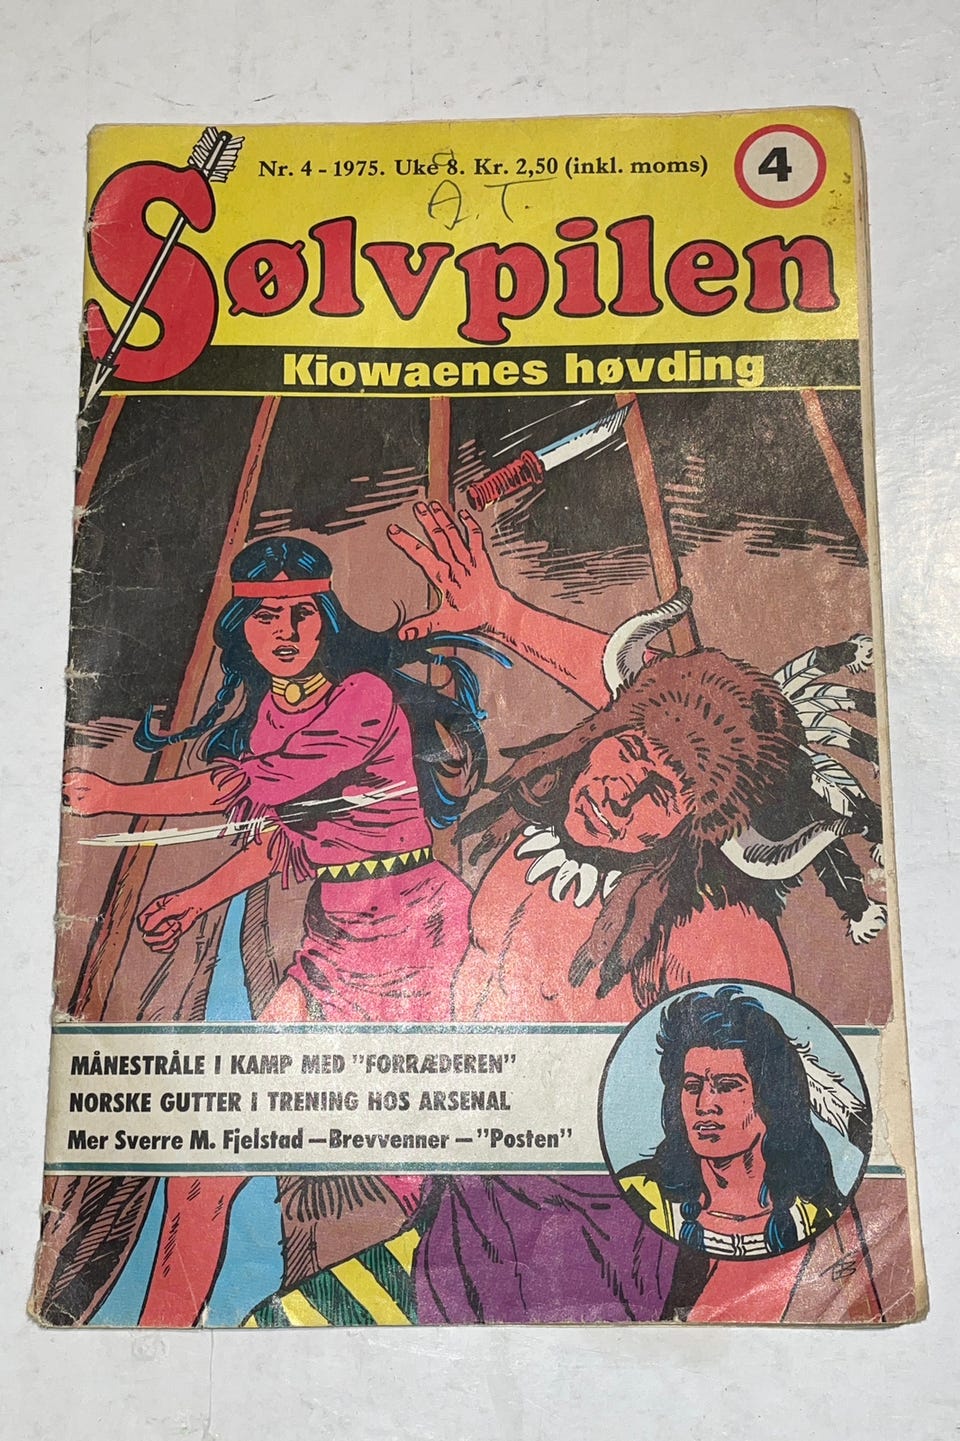 Nr. 4 - 1975. Uke 8. Kr. 2,50 (inkl. moms)
4
A. T.
Sølvpilen
Kiowaenes høvding
MÅNESTRÅLE I KAMP MED "FORRÆDEREN"
NORSKE GUTTER I TRENING HOS ARSENAL
Mer Sverre M. Fjelstad – Brevvenner – "Posten"